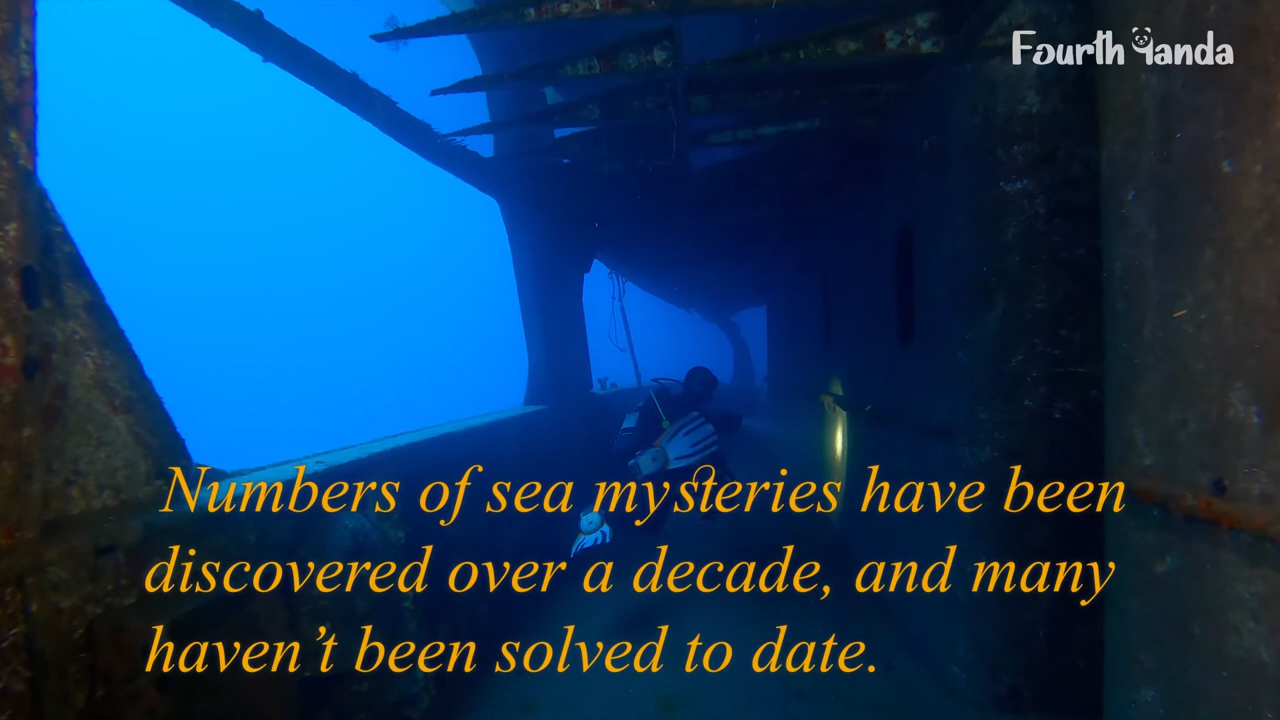 Fourth Panda
Numbers of sea mysteries have been
discovered over a decade, and many
haven’t been solved to date.